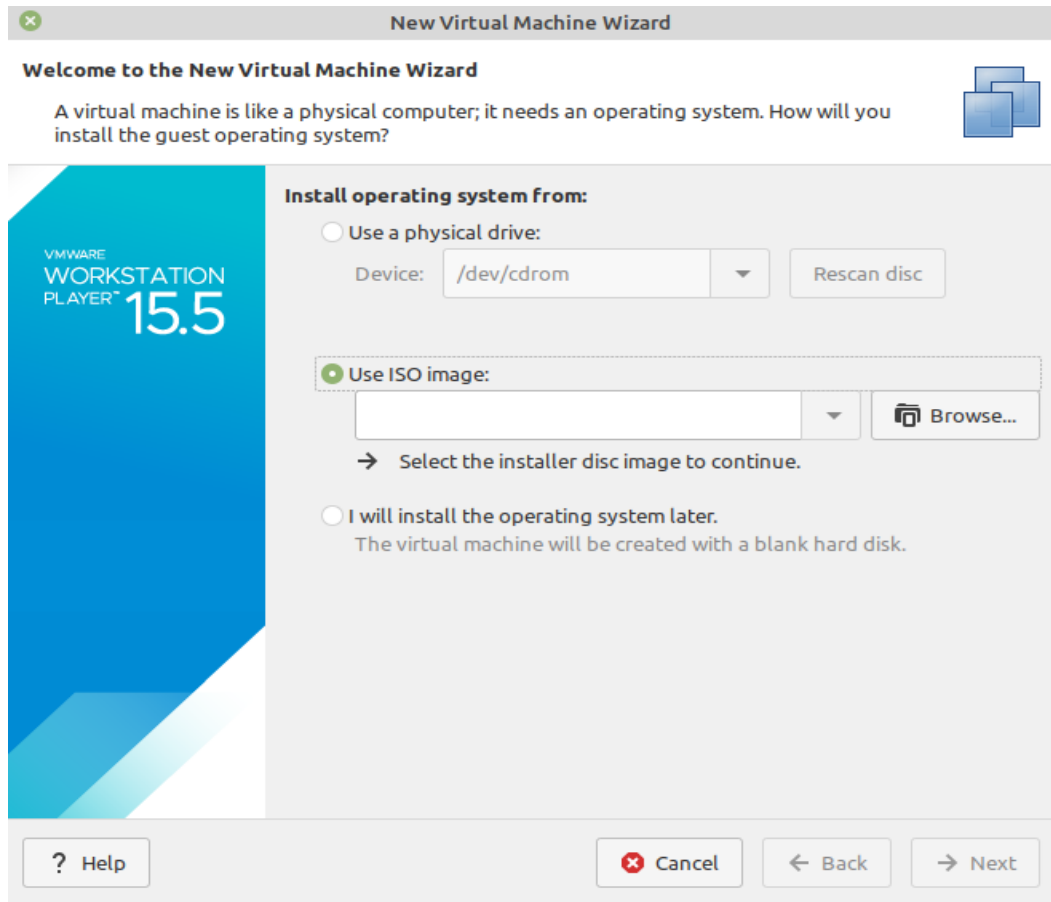 New Virtual Machine Wizard
Welcome to the New Virtual Machine Wizard
A virtual machine is like a physical computer; it needs an operating system. How will you
install the guest operating system?
VMWARE
WORKSTATION
PLAYER™ 15.5
Install operating system from:
Use a physical drive:
Device: /dev/cdrom Rescan disc
Use ISO image:
Browse...
→ Select the installer disc image to continue.
I will install the operating system later.
The virtual machine will be created with a blank hard disk.
? Help Cancel ← Back → Next